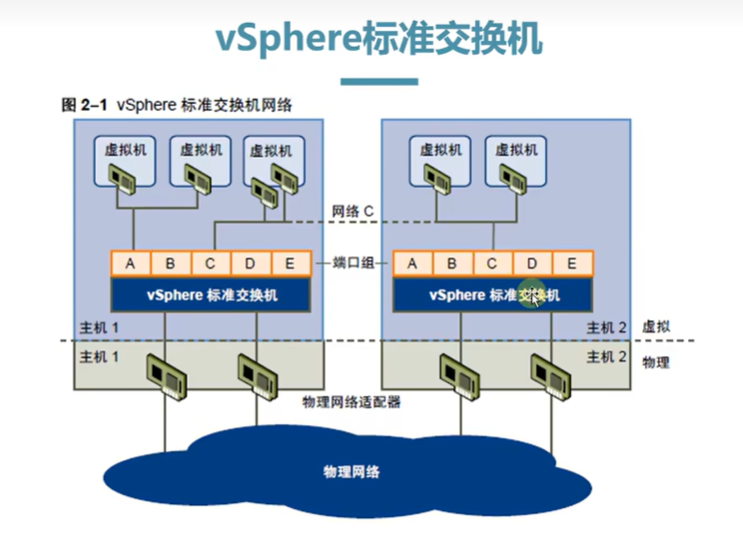 vSphere标准交换机
图 2–1 vSphere 标准交换机网络
虚拟机 虚拟机 虚拟机 虚拟机 虚拟机
网络 C
A B C D E 端口组 A B C D E
vSphere 标准交换机 vSphere 标准交换机
主机 1 主机 2 虚拟
主机 1 主机 2 物理
物理网络适配器
物理网络